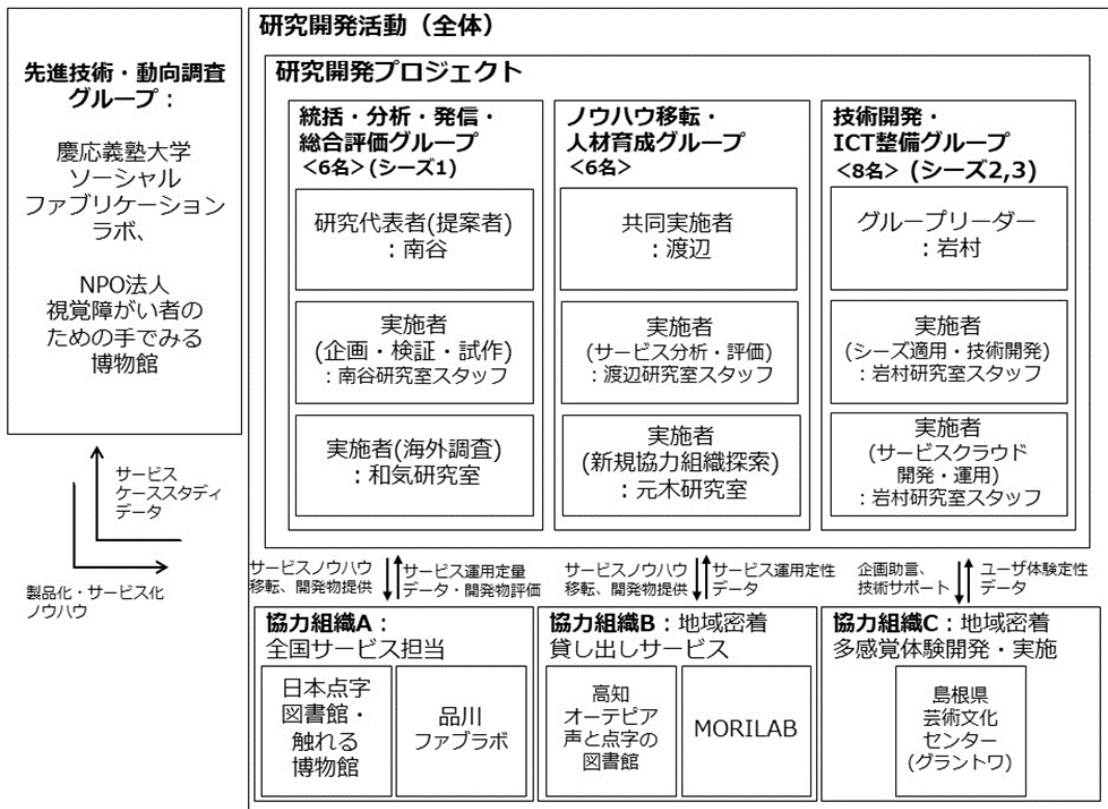 先進技術・動向調査
グループ：
慶応義塾大学
ソーシャル
ファブリケーション
ラボ、
NPO法人
視覚障がい者の
ための手でみる
博物館
サービス
ケーススタディ
データ
製品化・サービス化
ノウハウ
研究開発活動（全体）
研究開発プロジェクト
統括・分析・発信・
総合評価グループ
<6名> (シーズ1)
研究代表者(提案者)
：南谷
実施者
(企画・検証・試作)
：南谷研究室スタッフ
実施者(海外調査)
：和気研究室
ノウハウ移転・
人材育成グループ
<6名>
共同実施者
：渡辺
実施者
(サービス分析・評価)
：渡辺研究室スタッフ
実施者
(新規協力組織探索)
：元木研究室
技術開発・
ICT整備グループ
<8名> (シーズ2,3)
グループリーダー
：岩村
実施者
(シーズ適用・技術開発)
：岩村研究室スタッフ
実施者
(サービスクラウド
開発・運用)
：岩村研究室スタッフ
サービスノウハウ
移転、開発物提供
サービス運用定量
データ・開発物評価
サービスノウハウ
移転、開発物提供
サービス運用定性
データ
企画助言、
技術サポート
ユーザ体験定性
データ
協力組織A：
全国サービス担当
日本点字
図書館・
触れる
博物館
品川
ファブラボ
協力組織B：地域密着
貸し出しサービス
高知
オーテピア
声と点字の
図書館
MORILAB
協力組織C：地域密着
多感覚体験開発・実施
島根県
芸術文化
センター
(グラントワ)